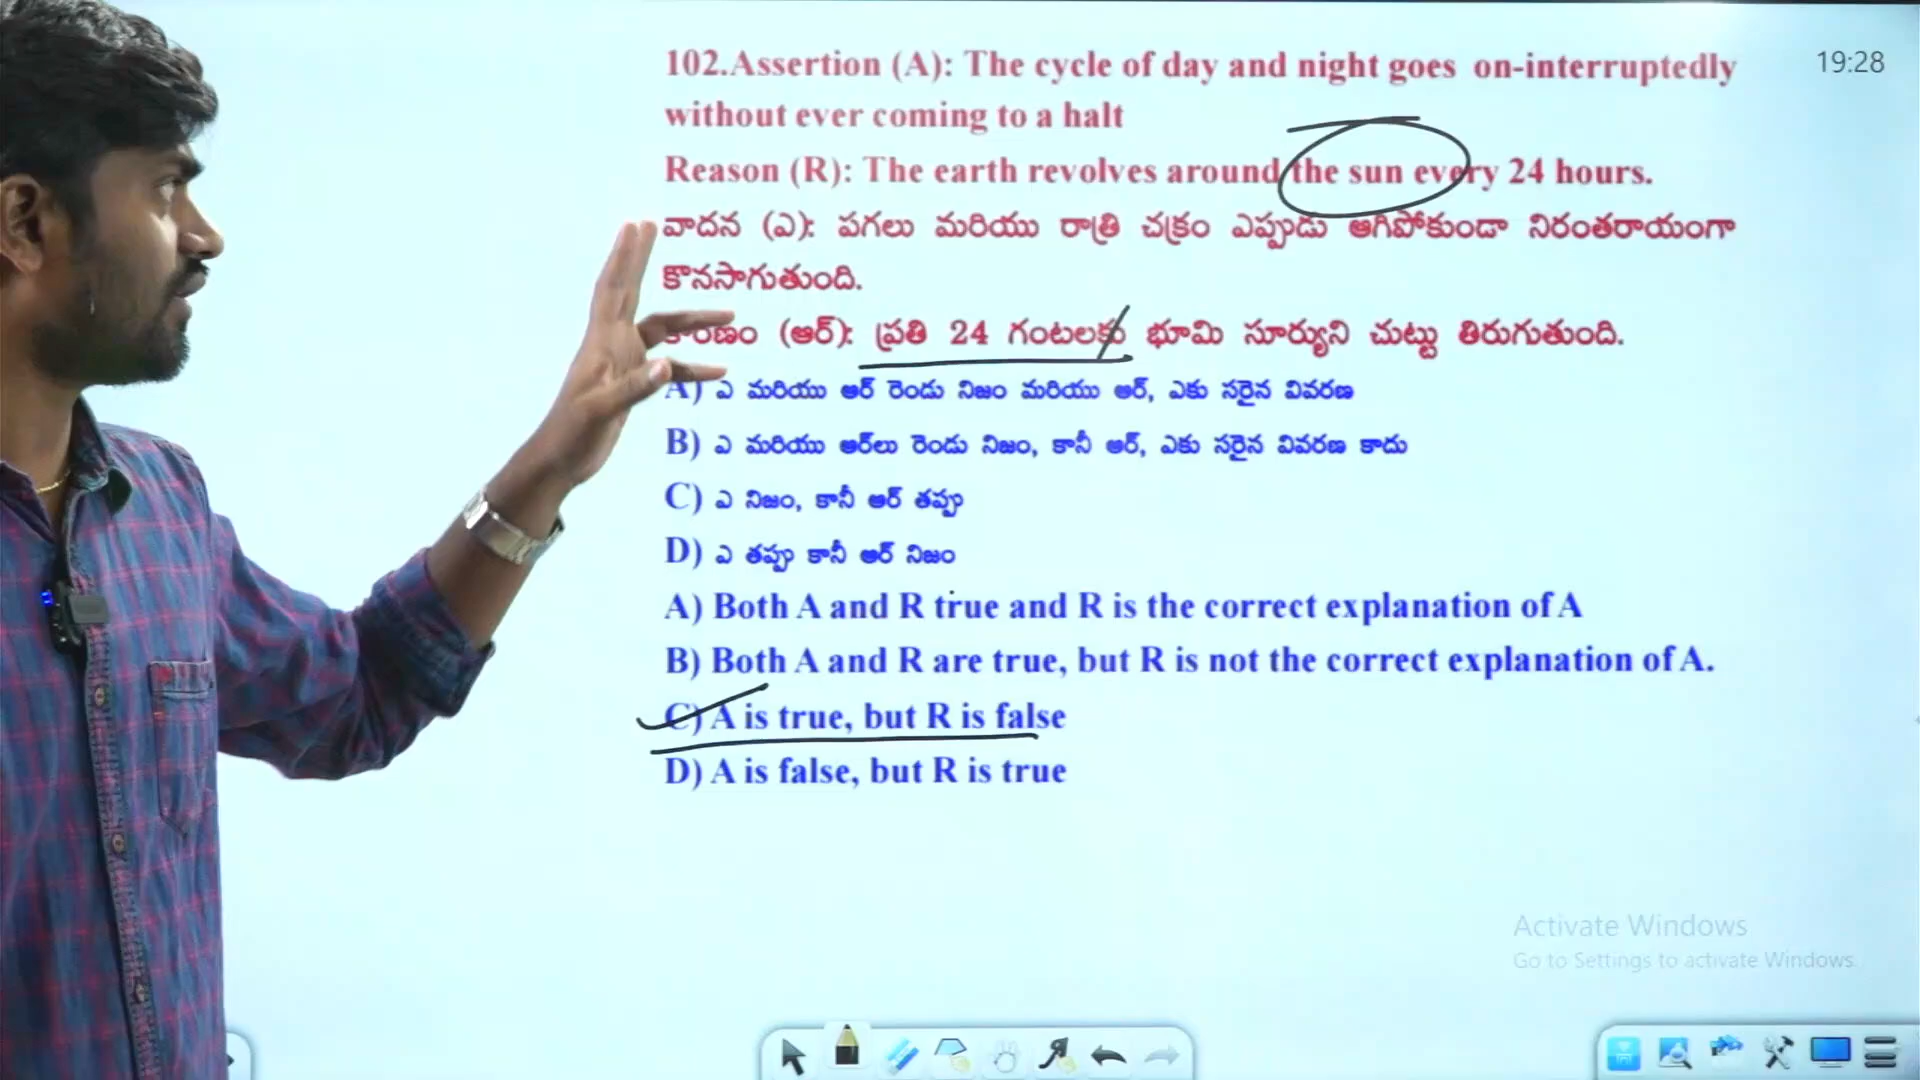 102.Assertion (A): The cycle of day and night goes on-interruptedly
19:28
without ever coming to a halt
Reason (R): The earth revolves around the sun every 24 hours.
వాదన (ఎ): పగలు మరియు రాత్రి చక్రం ఎప్పుడు ఆగిపోకుండా నిరంతరాయంగా
కొనసాగుతుంది.
కారణం (ఆర్): ప్రతి 24 గంటలకు భూమి సూర్యుని చుట్టు తిరుగుతుంది.
A) ఎ మరియు ఆర్ రెండు నిజం మరియు ఆర్, ఎకు సరైన వివరణ
B) ఎ మరియు ఆర్‌లు రెండు నిజం, కానీ ఆర్, ఎకు సరైన వివరణ కాదు
C) ఎ నిజం, కానీ ఆర్ తప్పు
D) ఎ తప్పు కానీ ఆర్ నిజం
A) Both A and R true and R is the correct explanation of A
B) Both A and R are true, but R is not the correct explanation of A.
C) A is true, but R is false
D) A is false, but R is true
Activate Windows
Go to Settings to activate Windows.